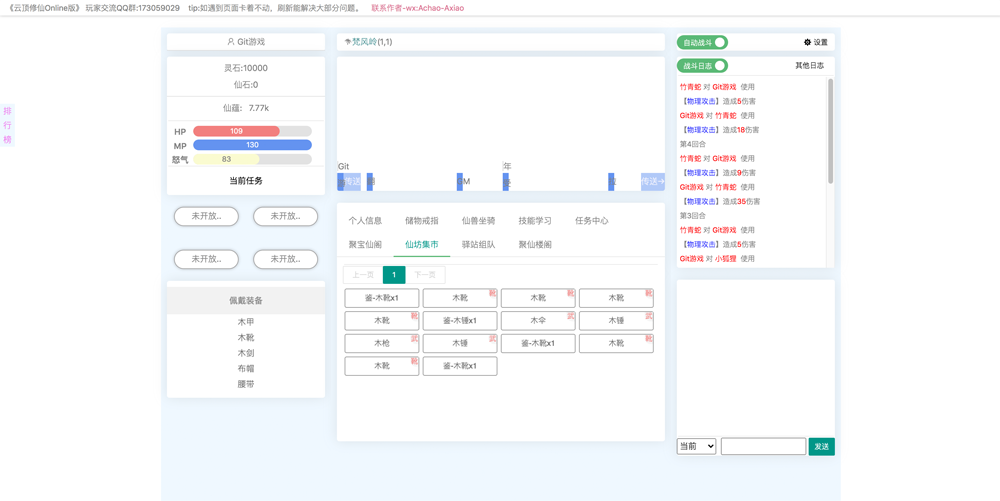 《云顶修仙Online版》 玩家交流QQ群:173059029 tip:如遇到页面卡着不动，刷新能解决大部分问题。 联系作者-wx:Achao-Axiao
排
行
榜
Git游戏
灵石:10000
仙石:0
仙蕴: 7.77k
HP 109
MP 130
怒气 83
当前任务
未开放.. 未开放..
未开放.. 未开放..
佩戴装备
木甲
木靴
木剑
布帽
腰带
梵风岭(1,1)
Git 年
传送 M 传送→
个人信息 储物戒指 仙兽坐骑 技能学习 任务中心
聚宝仙阁 仙坊集市 驿站组队 聚仙楼阁
上一页 1 下一页
鉴-木靴x1 木靴 靴 木靴 靴 木靴 靴
木靴 靴 鉴-木锤x1 木伞 武 木锤 武
木枪 武 木锤 武 鉴-木靴x1 木靴 靴
木靴 靴 鉴-木靴x1
自动战斗 设置
战斗日志 其他日志
竹青蛇 对 Git游戏 使用
【物理攻击】造成5伤害
Git游戏 对 竹青蛇 使用
【物理攻击】造成18伤害
第4回合
竹青蛇 对 Git游戏 使用
【物理攻击】造成9伤害
Git游戏 对 竹青蛇 使用
【物理攻击】造成35伤害
第3回合
竹青蛇 对 Git游戏 使用
【物理攻击】造成5伤害
Git游戏 对 小狐狸 使用
当前 发送